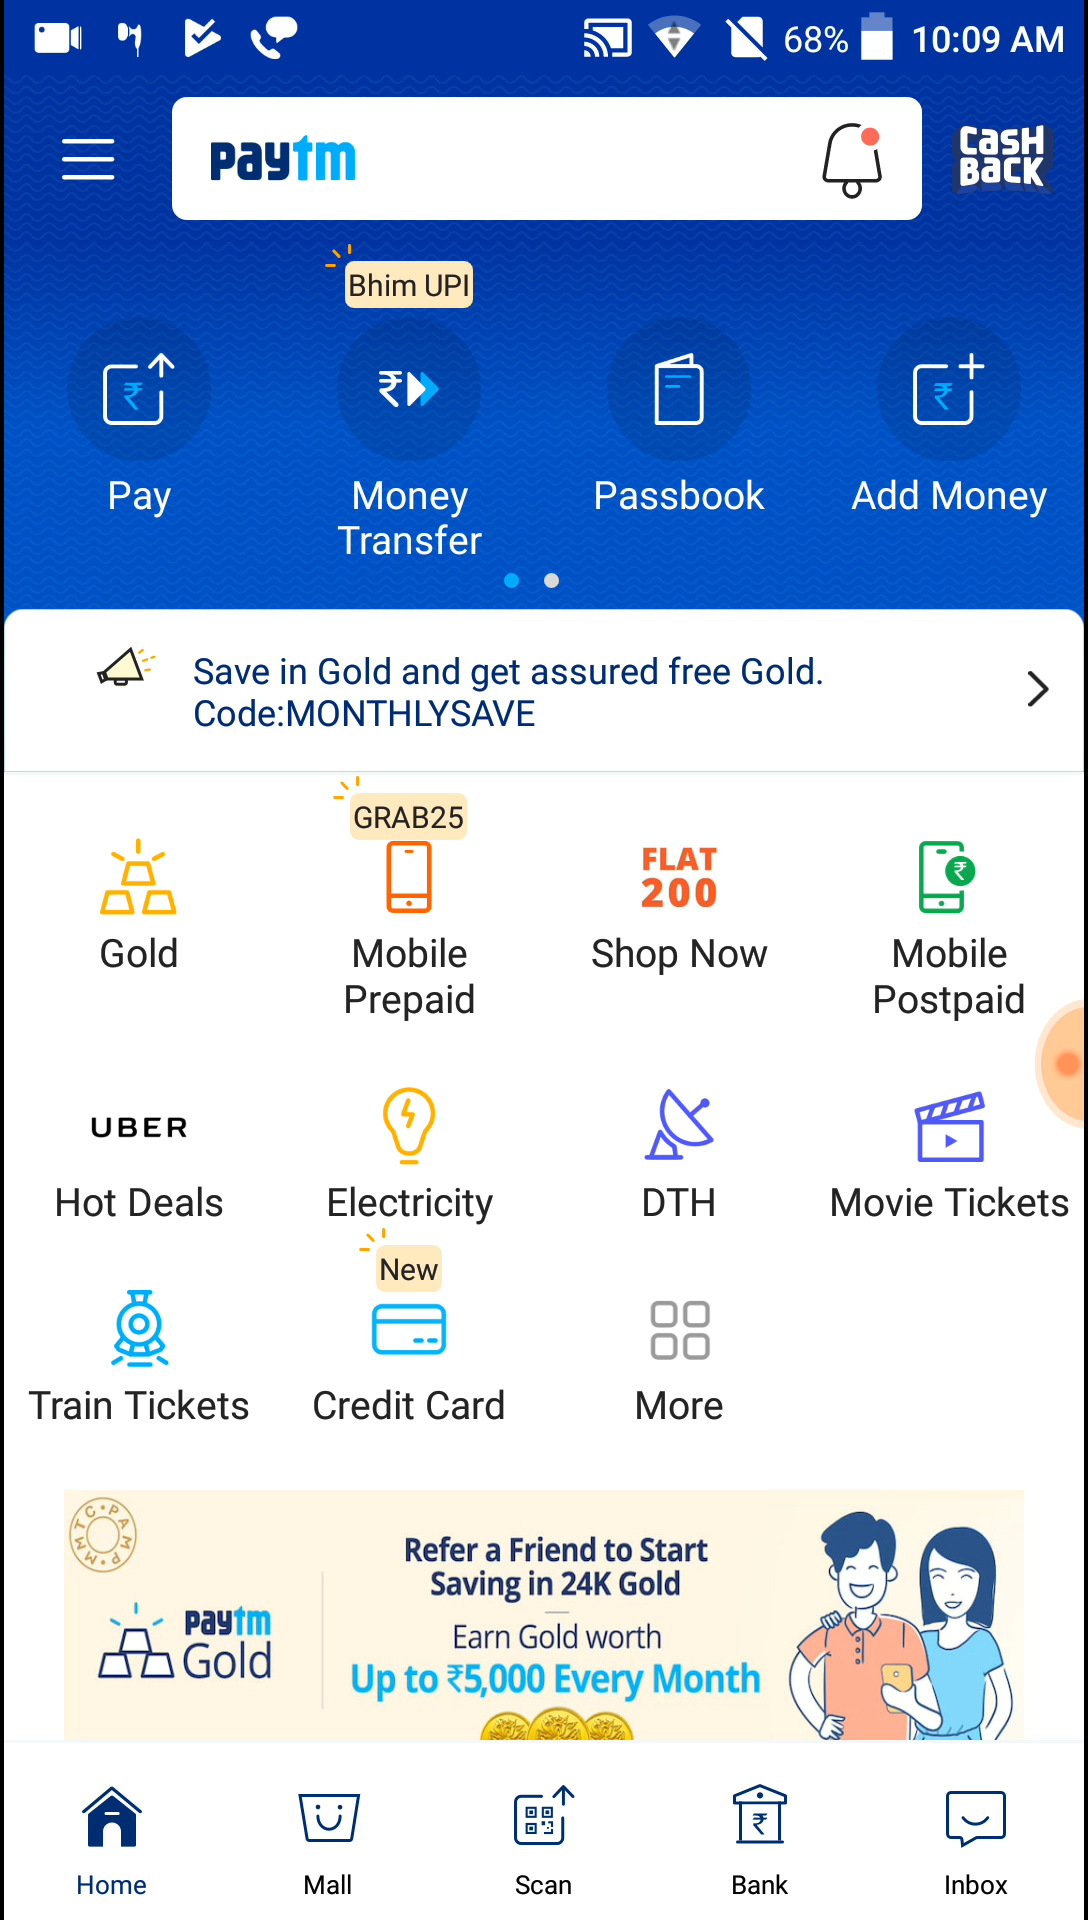 68% 10:09 AM
paytm
CASH
BACK
Bhim UPI
Pay
Money
Transfer
Passbook
Add Money
Save in Gold and get assured free Gold.
Code:MONTHLYSAVE
GRAB25
FLAT
200
Gold
Mobile
Prepaid
Shop Now
Mobile
Postpaid
UBER
Hot Deals
Electricity
DTH
Movie Tickets
New
Train Tickets
Credit Card
More
MMTC·PAMP
paytm
Gold
Refer a Friend to Start
Saving in 24K Gold
Earn Gold worth
Up to ₹5,000 Every Month
Home
Mall
Scan
Bank
Inbox